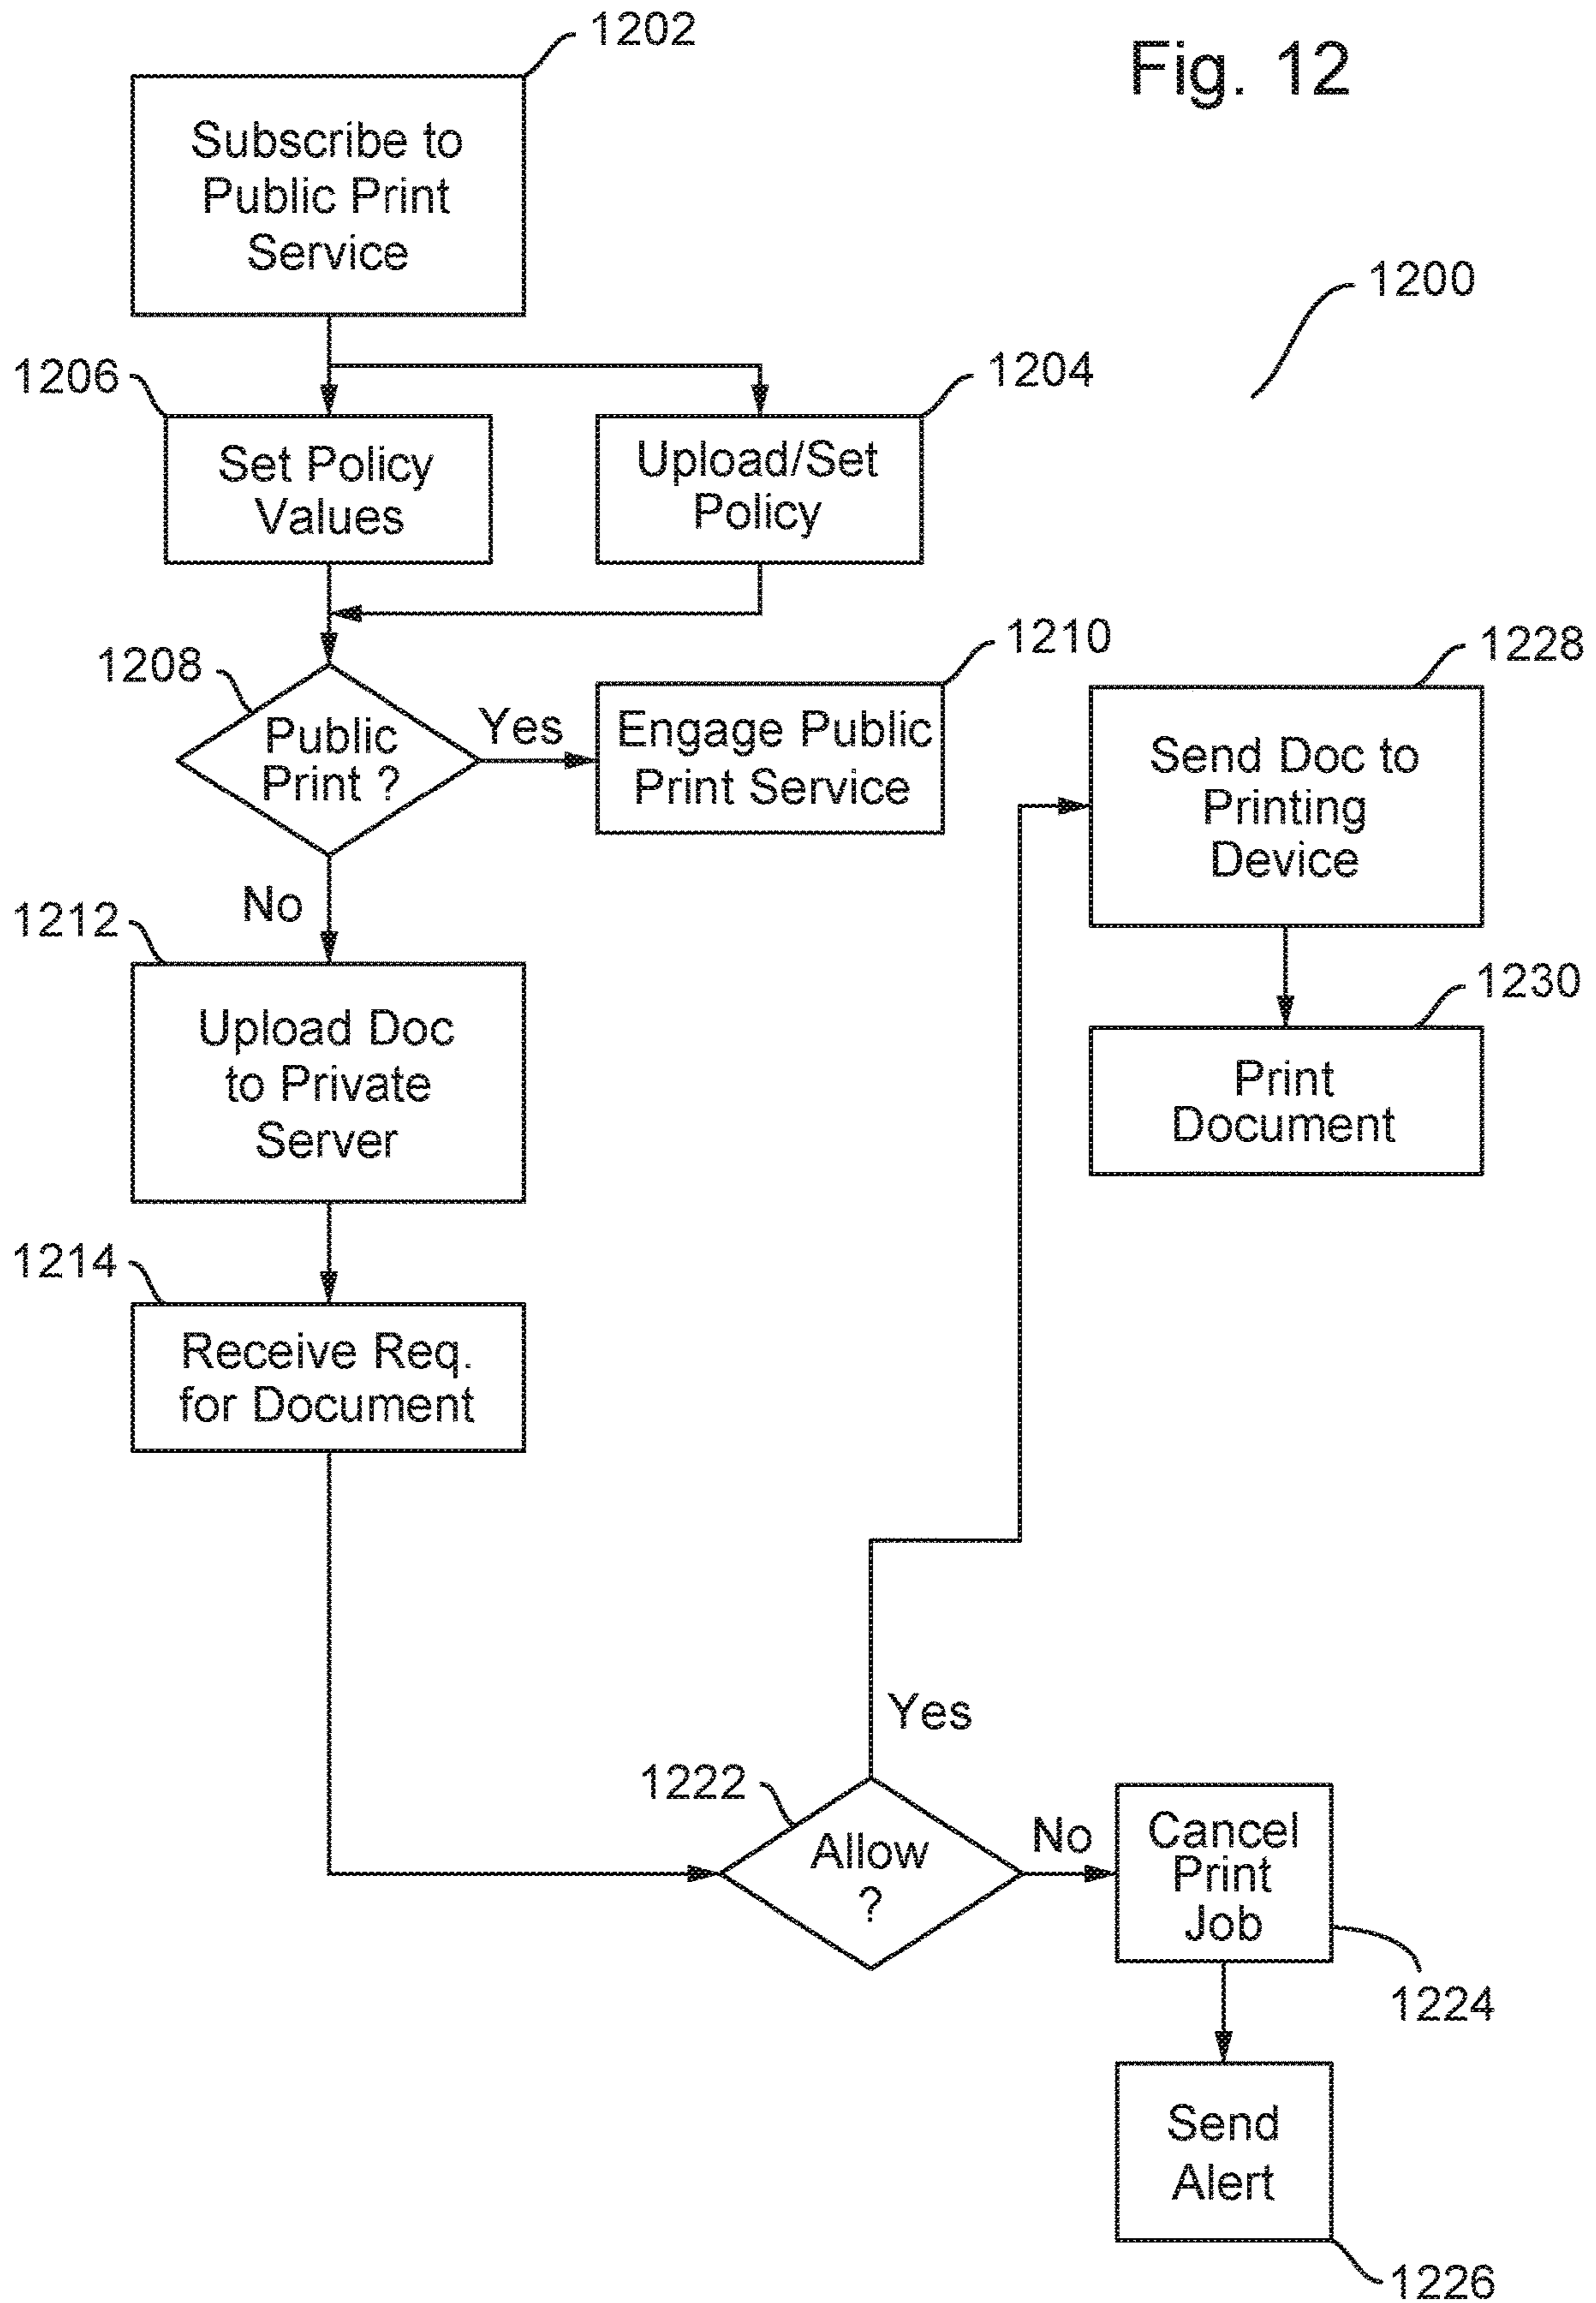 Fig. 12
1202
Subscribe to
Public Print
Service
1200
1206
Set Policy
Values
1204
Upload/Set
Policy
1208
Public
Print ?
Yes
No
1210
Engage Public
Print Service
1212
Upload Doc
to Private
Server
1214
Receive Req.
for Document
1222
Allow
?
Yes
No
1228
Send Doc to
Printing
Device
1230
Print
Document
Cancel
Print
Job
1224
Send
Alert
1226